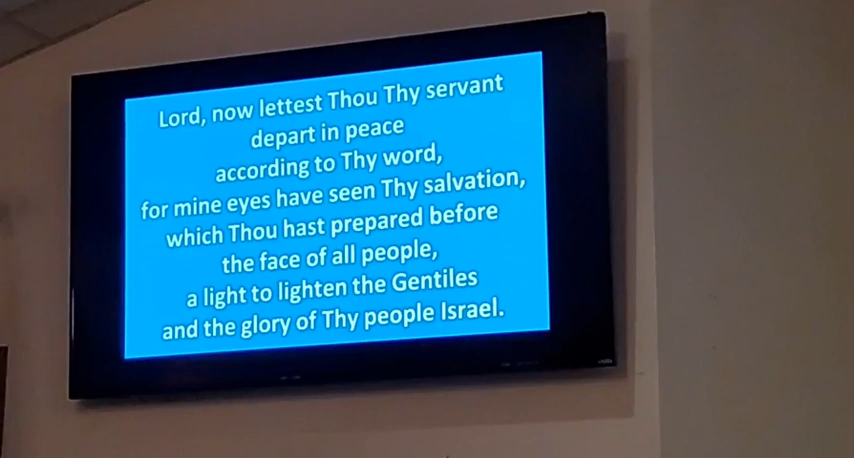 Lord, now lettest Thou Thy servant
depart in peace
according to Thy word,
for mine eyes have seen Thy salvation,
which Thou hast prepared before
the face of all people,
a light to lighten the Gentiles
and the glory of Thy people Israel.